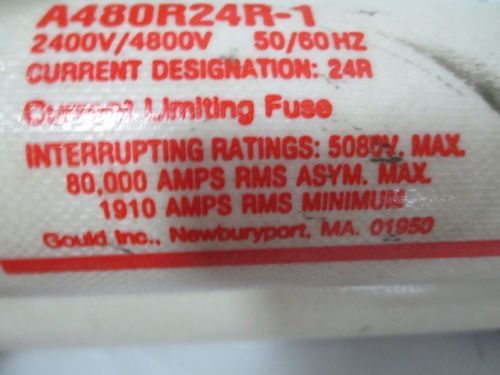 A480R24R-1
2400V/4800V 50/60 HZ
CURRENT DESIGNATION: 24R
Current Limiting Fuse
INTERRUPTING RATINGS: 5080V. MAX.
80,000 AMPS RMS ASYM. MAX.
1910 AMPS RMS MINIMUM
Gould Inc., Newburyport, MA. 01950